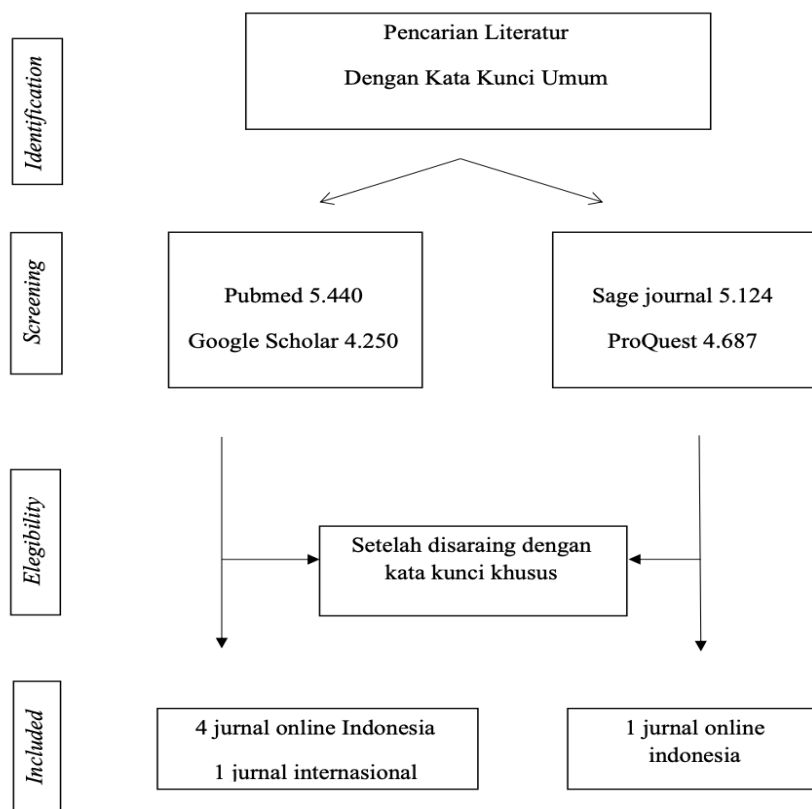 Identification
Pencarian Literatur
Dengan Kata Kunci Umum
Screening
Pubmed 5.440
Google Scholar 4.250
Sage journal 5.124
ProQuest 4.687
Elegibility
Setelah disaraing dengan
kata kunci khusus
Included
4 jurnal online Indonesia
1 jurnal internasional
1 jurnal online
indonesia